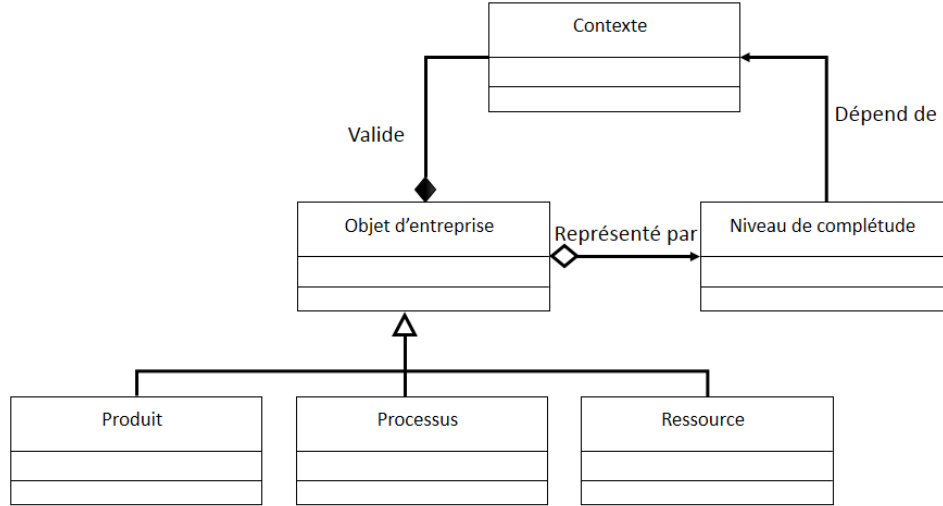 Contexte
Dépend de
Valide
Objet d’entreprise
Représenté par
Niveau de complétude
Produit
Processus
Ressource